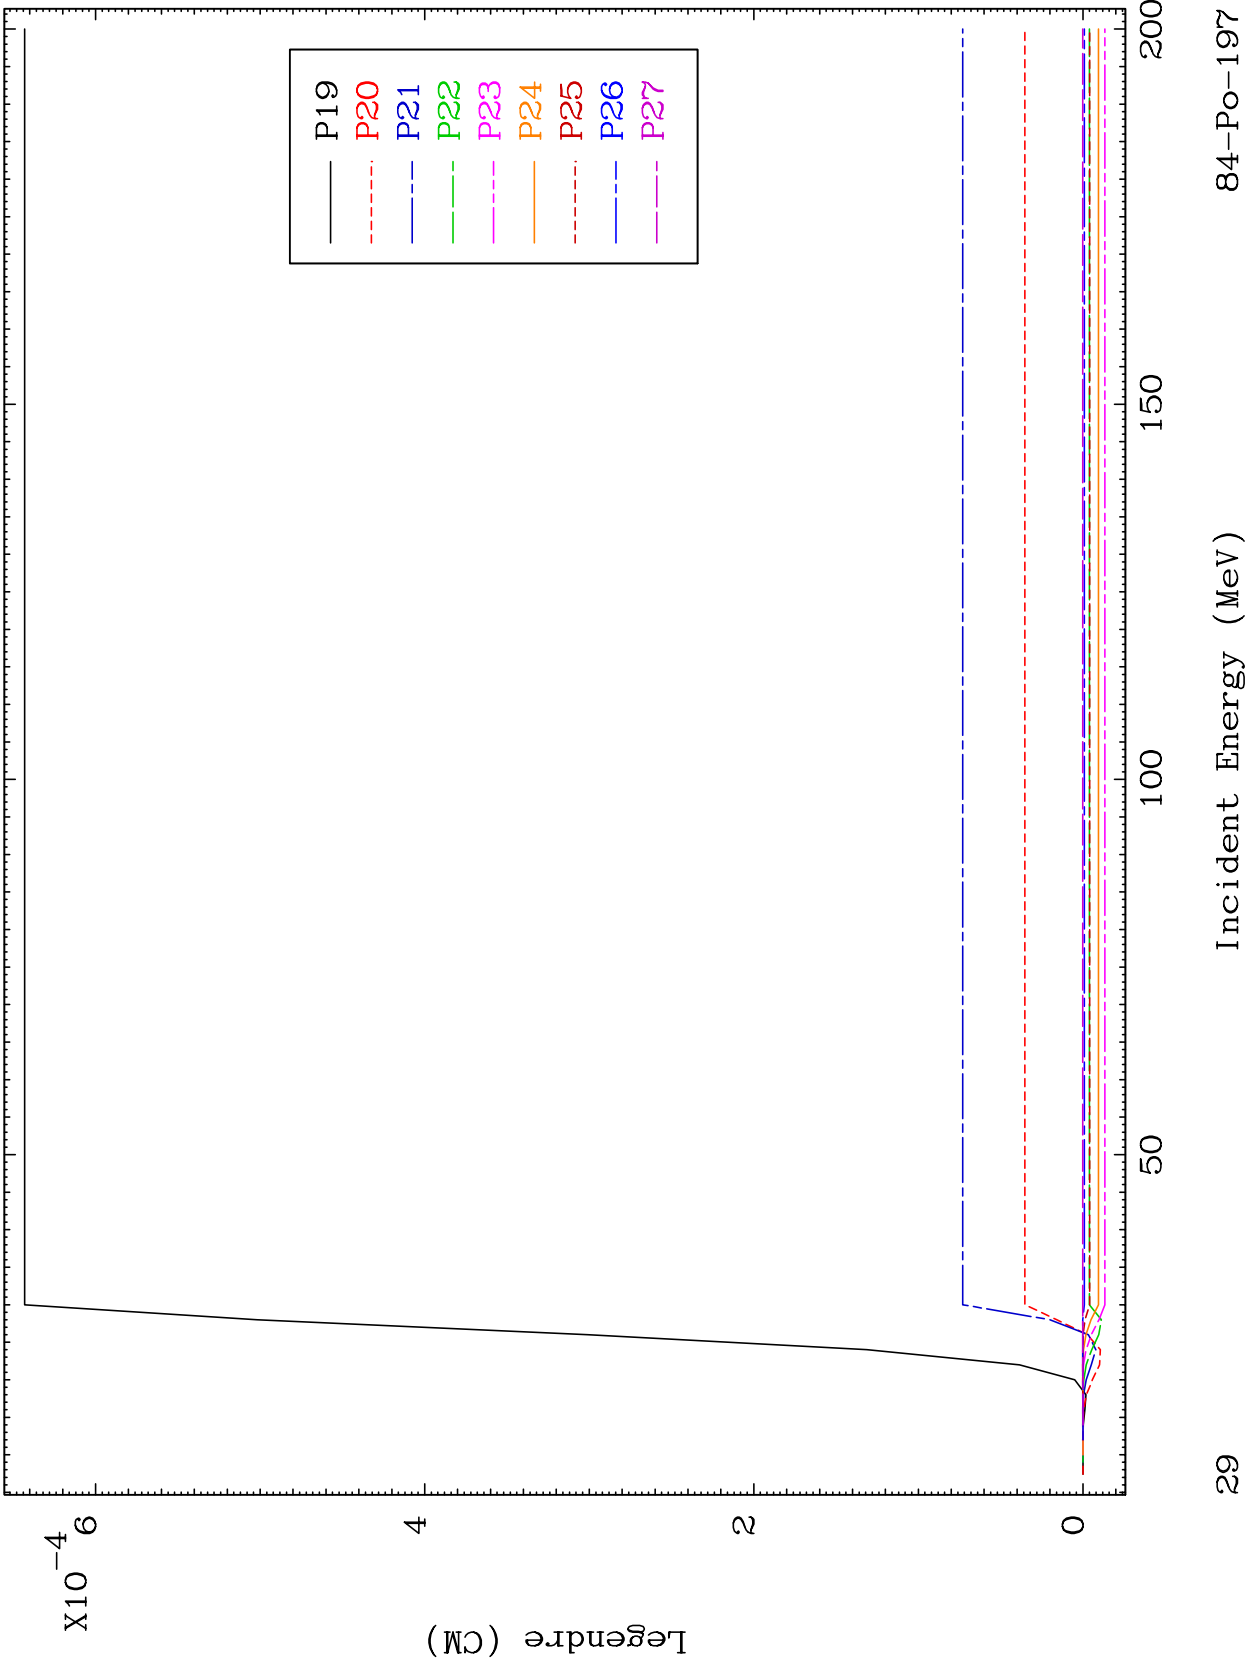 X10-4
6
4
2
0
Legendre (CM)
P19
P20
P21
P22
P23
P24
P25
P26
P27
50
100
150
200
Incident Energy (MeV)
29
84-Po-197